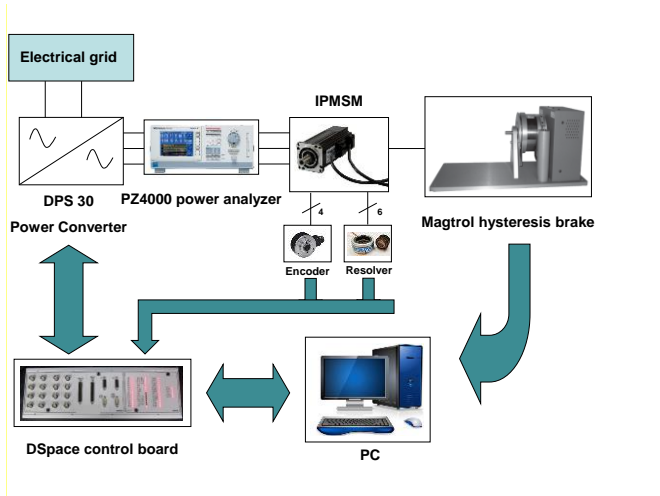 Electrical grid
IPMSM
DPS 30
Power Converter
PZ4000 power analyzer
4
6
Encoder
Resolver
Magtrol hysteresis brake
DSpace control board
PC